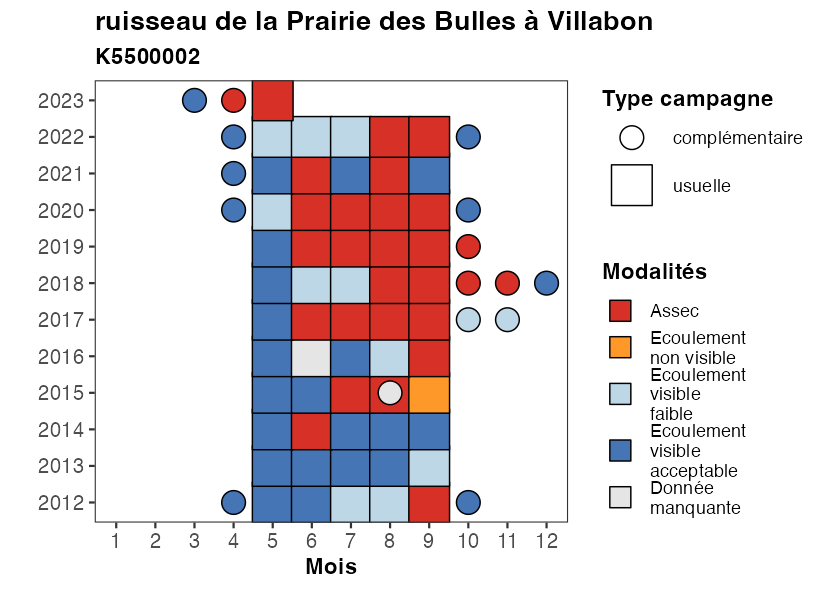 ruisseau de la Prairie des Bulles à Villabon
K5500002
2023
2022
2021
2020
2019
2018
2017
2016
2015
2014
2013
2012
1 2 3 4 5 6 7 8 9 10 11 12
Mois
Type campagne
complémentaire
usuelle
Modalités
Assec
Ecoulement
non visible
Ecoulement
visible
faible
Ecoulement
visible
acceptable
Donnée
manquante